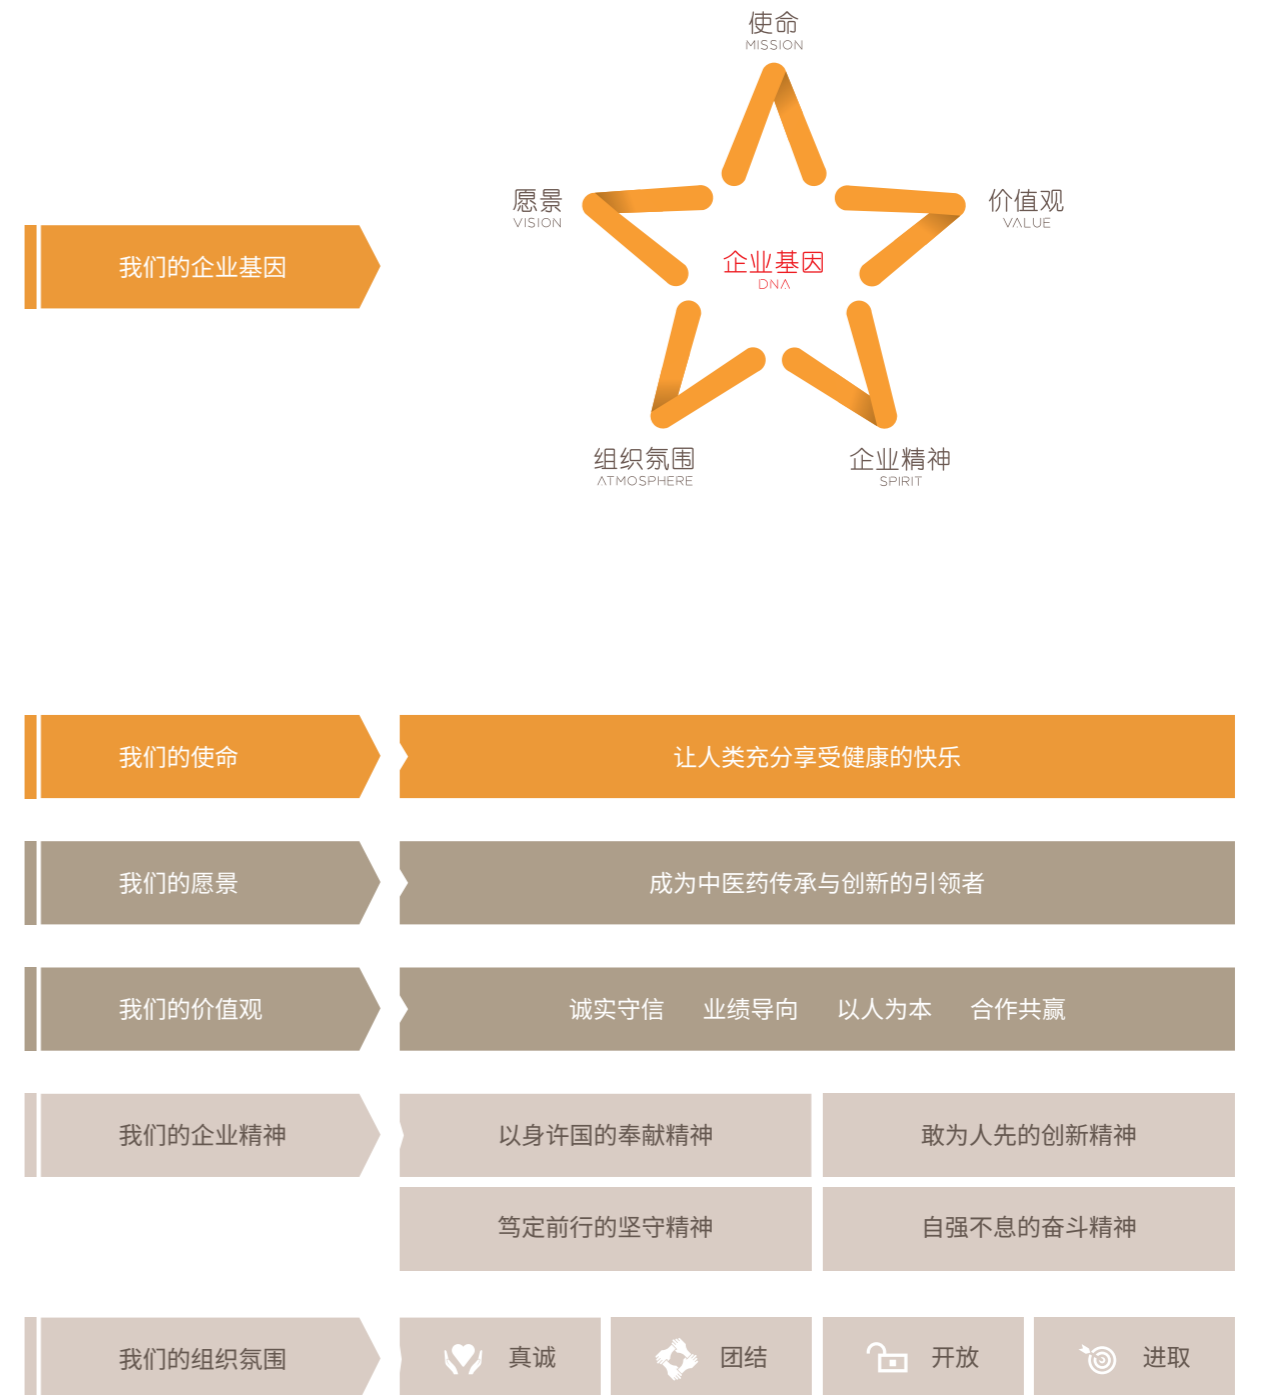 使命
MISSION
愿景
VISION
价值观
VALUE
我们的企业基因
企业基因
DNA
组织氛围
ATMOSPHERE
企业精神
SPIRIT
我们的使命
让人类充分享受健康的快乐
我们的愿景
成为中医药传承与创新的引领者
我们的价值观
诚实守信 业绩导向 以人为本 合作共赢
我们的企业精神
以身许国的奉献精神
敢为人先的创新精神
笃定前行的坚守精神
自强不息的奋斗精神
我们的组织氛围
真诚
团结
开放
进取